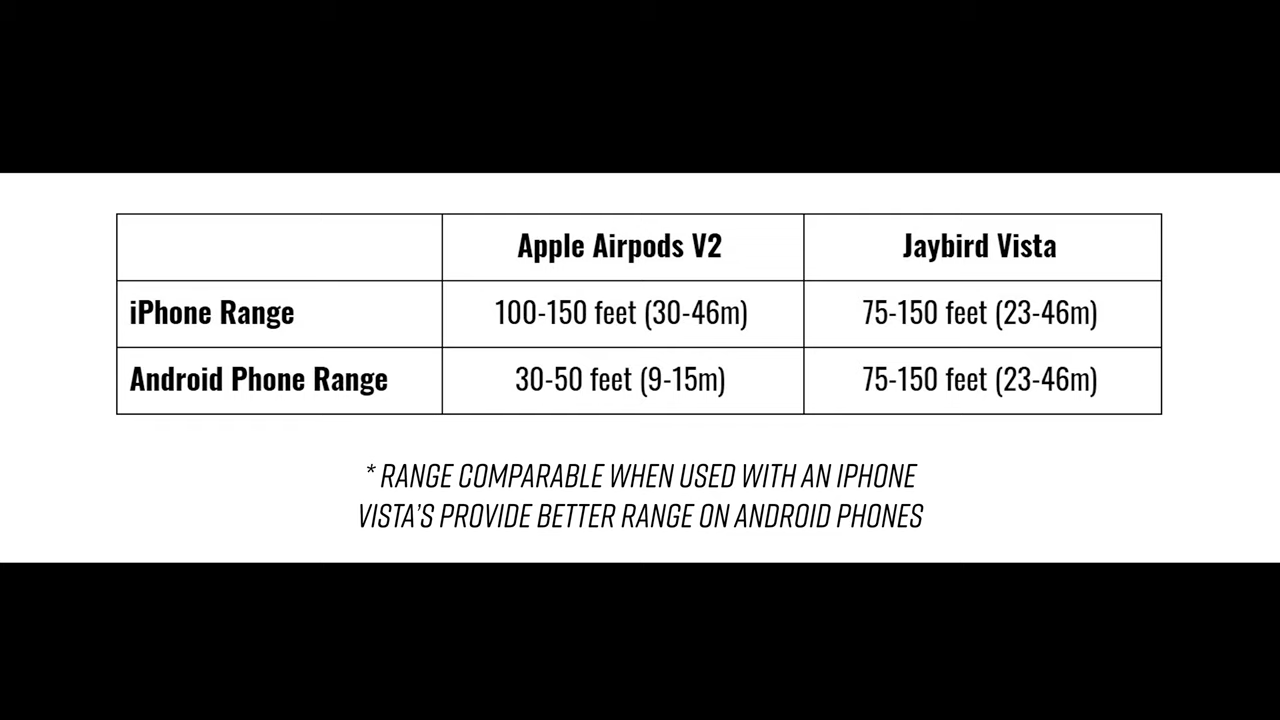 Apple Airpods V2 Jaybird Vista
iPhone Range 100-150 feet (30-46m) 75-150 feet (23-46m)
Android Phone Range 30-50 feet (9-15m) 75-150 feet (23-46m)
* RANGE COMPARABLE WHEN USED WITH AN IPHONE
VISTA'S PROVIDE BETTER RANGE ON ANDROID PHONES